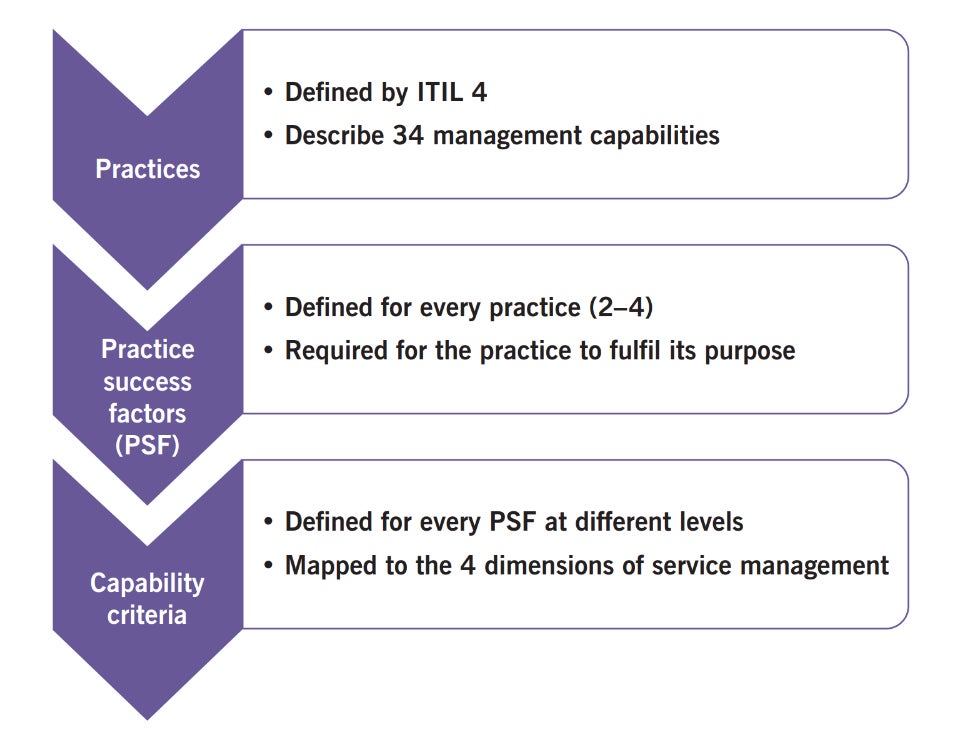 Practices
• Defined by ITIL 4
• Describe 34 management capabilities
Practice
success
factors
(PSF)
• Defined for every practice (2–4)
• Required for the practice to fulfil its purpose
Capability
criteria
• Defined for every PSF at different levels
• Mapped to the 4 dimensions of service management